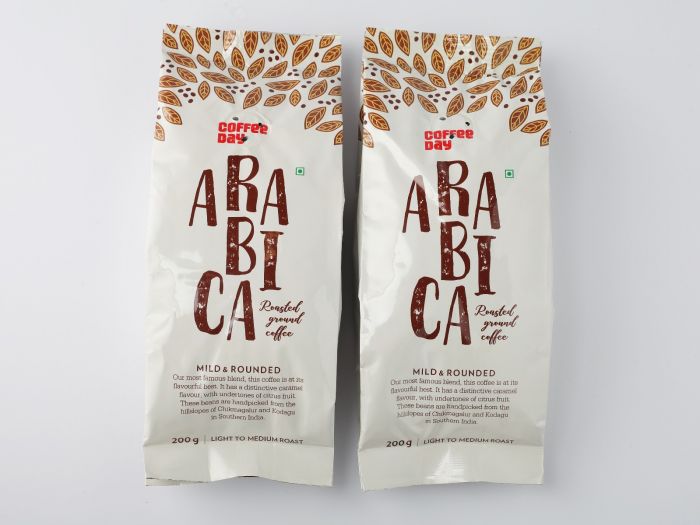 COFFEE
DAY
ARA
BI
CA
Roasted
ground
coffee
MILD & ROUNDED
Our most famous blend, this coffee is at its
flavourful best. It has a distinctive caramel
flavour, with undertones of citrus fruit.
These beans are handpicked from the
hillslopes of Chikmagalur and Kodagu
in Southern India.
200 g | LIGHT TO MEDIUM ROAST
COFFEE
DAY
ARA
BI
CA
Roasted
ground
coffee
MILD & ROUNDED
Our most famous blend, this coffee is at its
flavourful best. It has a distinctive caramel
flavour, with undertones of citrus fruit.
These beans are handpicked from the
hillslopes of Chikmagalur and Kodagu
in Southern India.
200 g | LIGHT TO MEDIUM ROAST